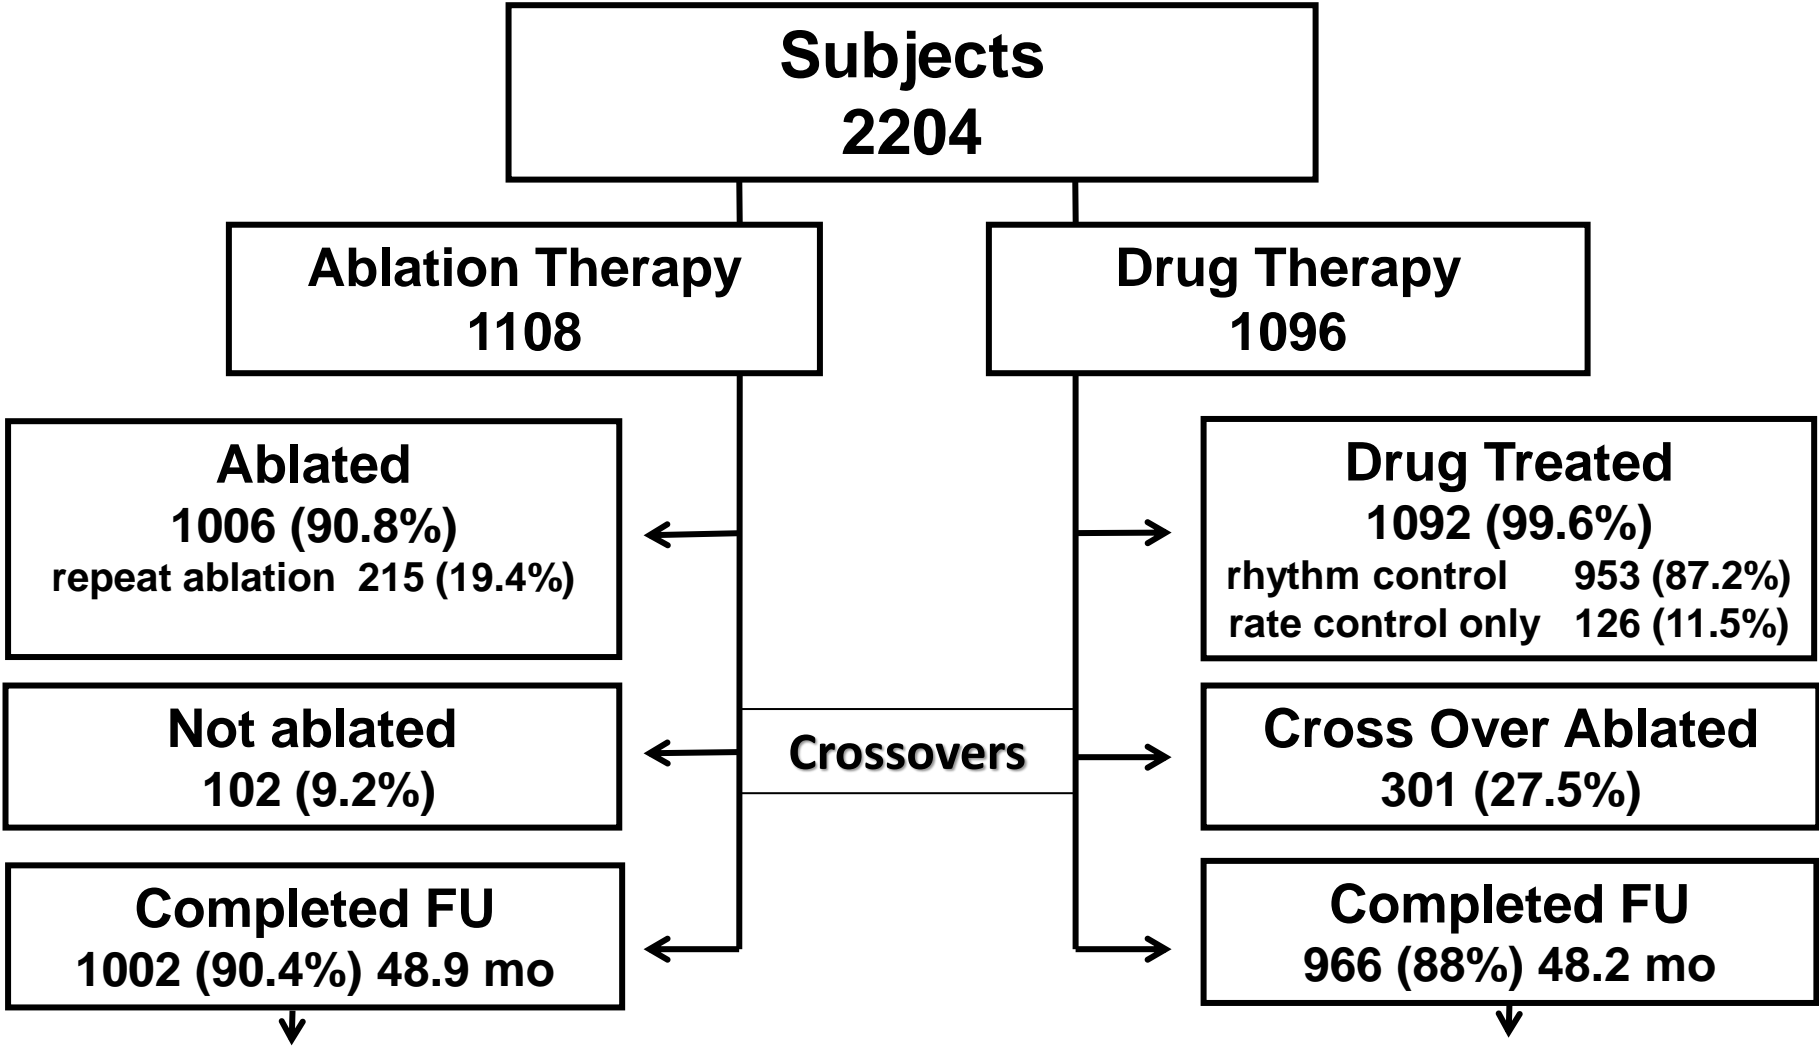 Subjects
2204
Ablation Therapy
1108
Drug Therapy
1096
Ablated
1006 (90.8%)
repeat ablation 215 (19.4%)
Drug Treated
1092 (99.6%)
rhythm control 953 (87.2%)
rate control only 126 (11.5%)
Not ablated
102 (9.2%)
Crossovers
Cross Over Ablated
301 (27.5%)
Completed FU
1002 (90.4%) 48.9 mo
Completed FU
966 (88%) 48.2 mo